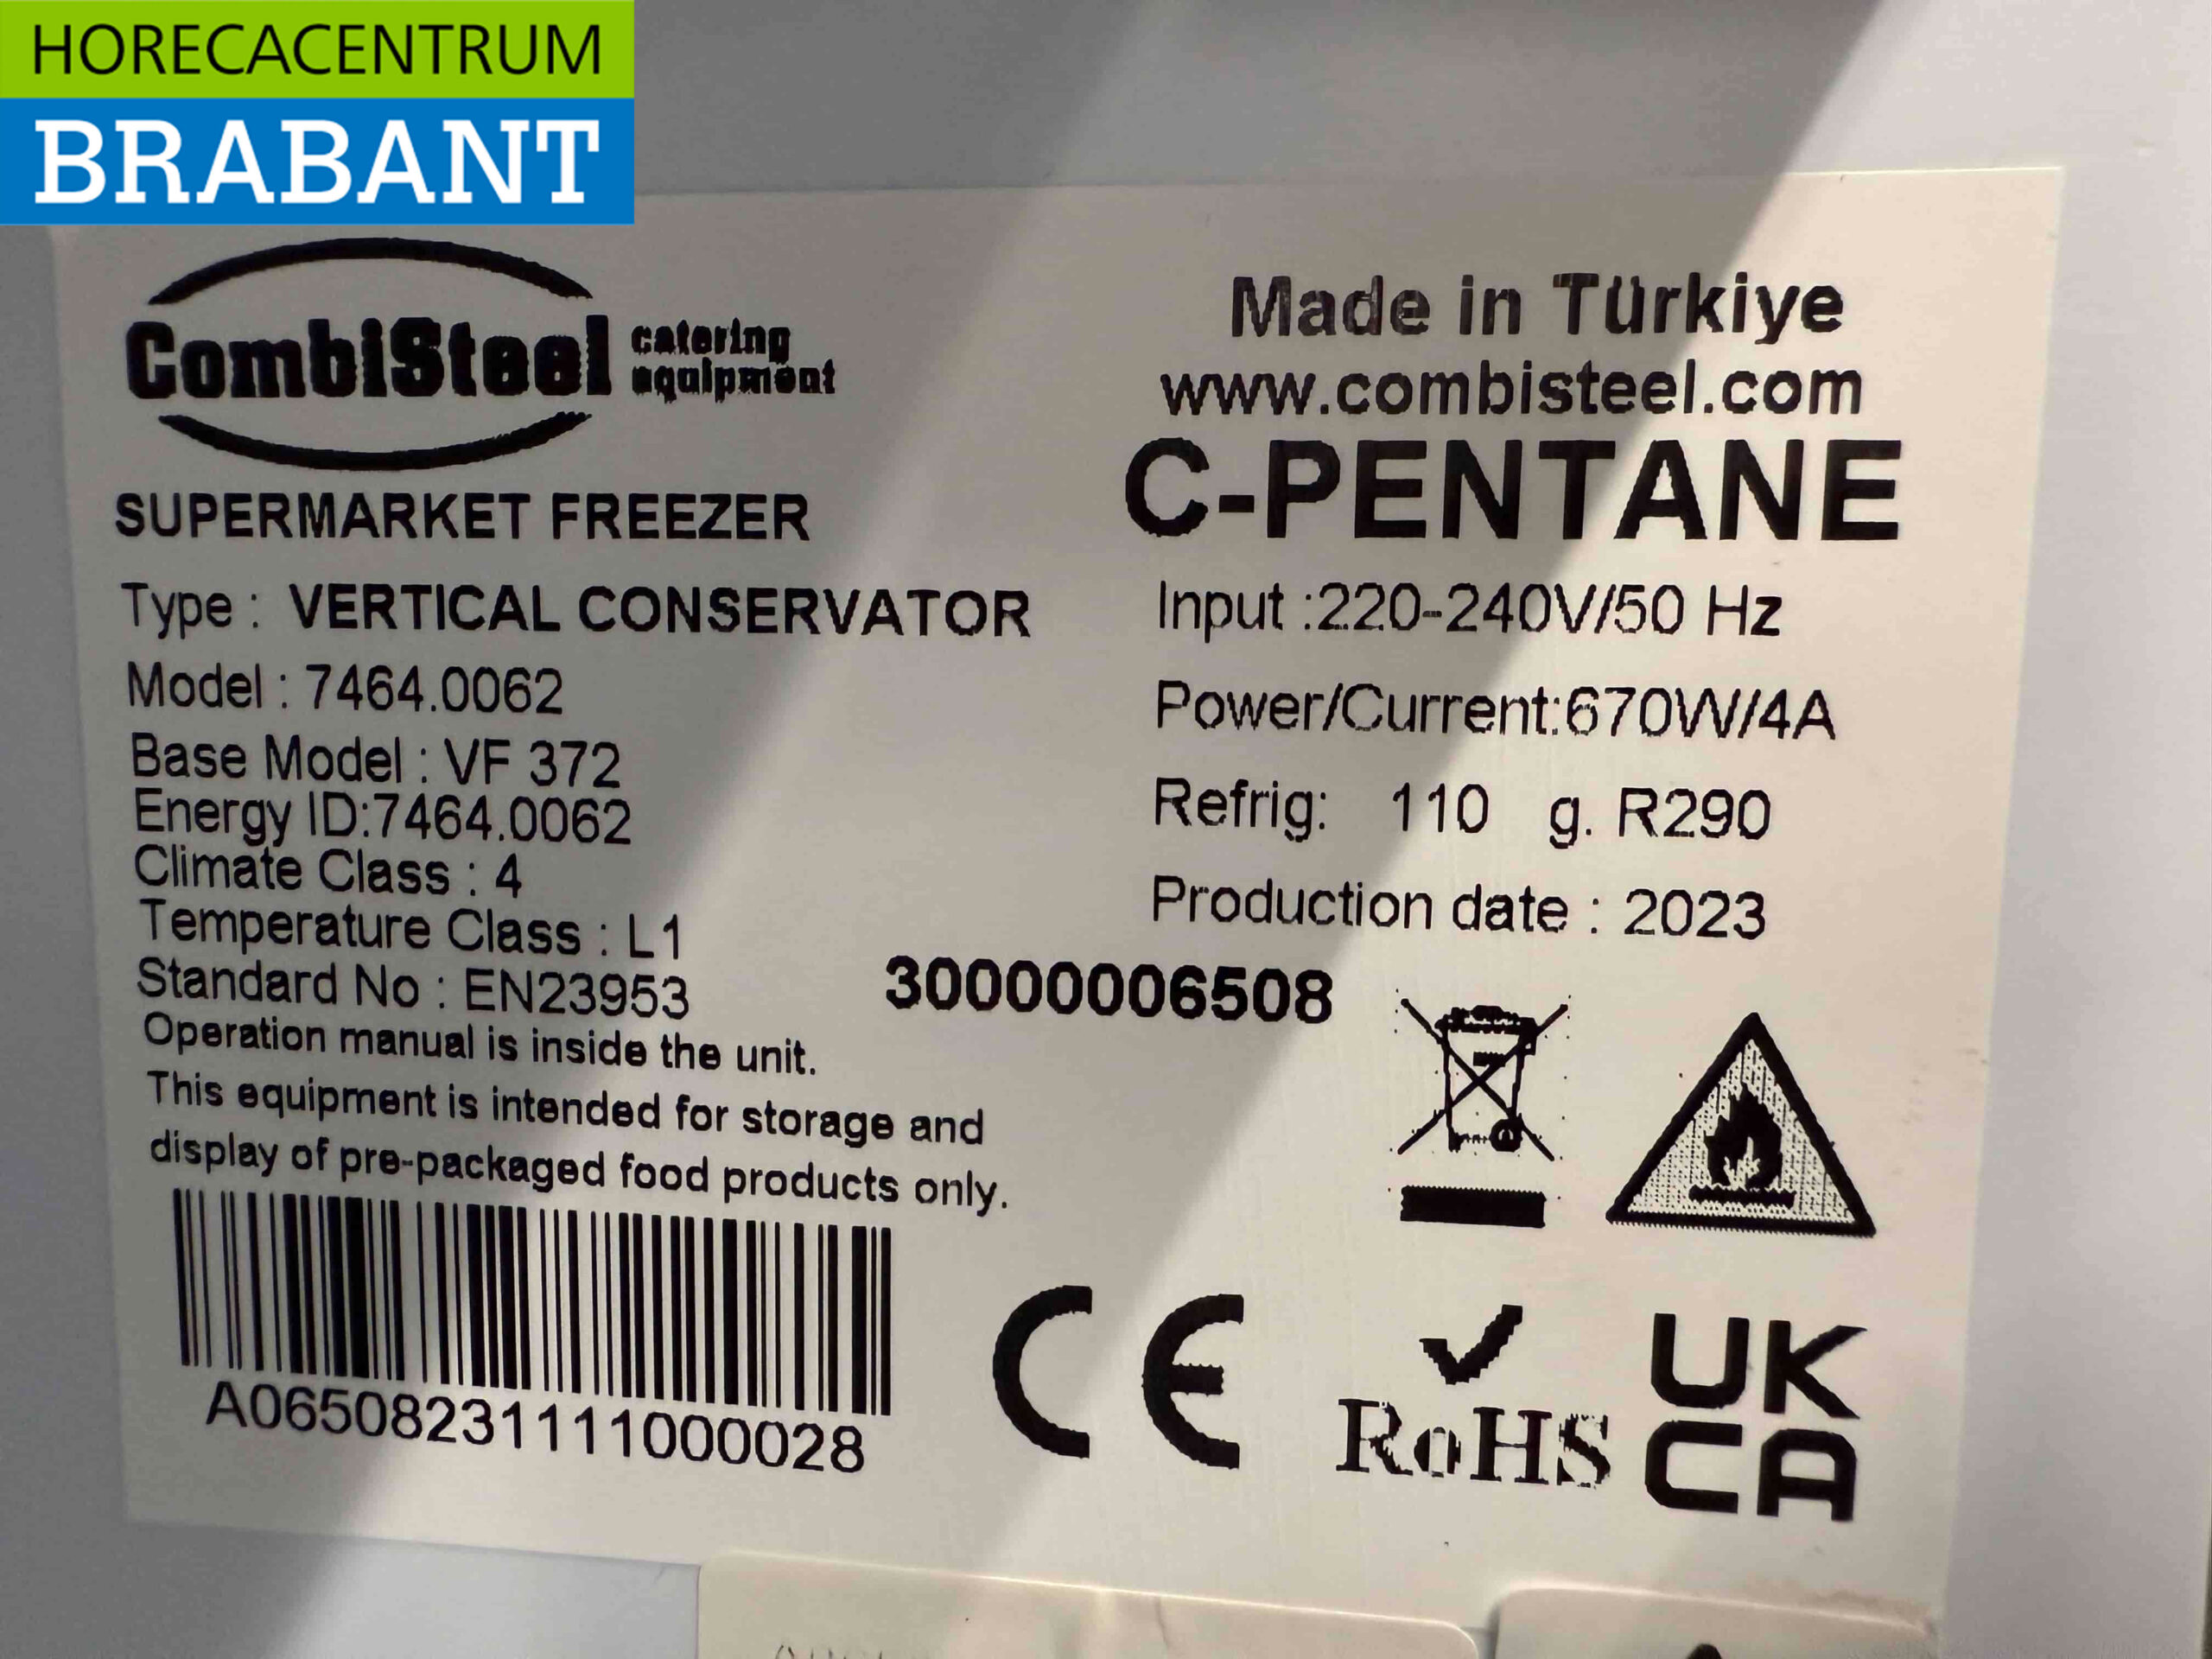 HORECACENTRUM
BRABANT
CombiSteel catering equipment
SUPERMARKET FREEZER
Type : VERTICAL CONSERVATOR
Model : 7464.0062
Base Model : VF 372
Energy ID:7464.0062
Climate Class : 4
Temperature Class : L1
Standard No : EN23953
Operation manual is inside the unit.
This equipment is intended for storage and
display of pre-packaged food products only.
A06508231111000028
Made in Türkiye
www.combisteel.com
C-PENTANE
Input :220-240V/50 Hz
Power/Current:670W/4A
Refrig: 110 g. R290
Production date : 2023
30000006508
CE
RoHS
UK
CA